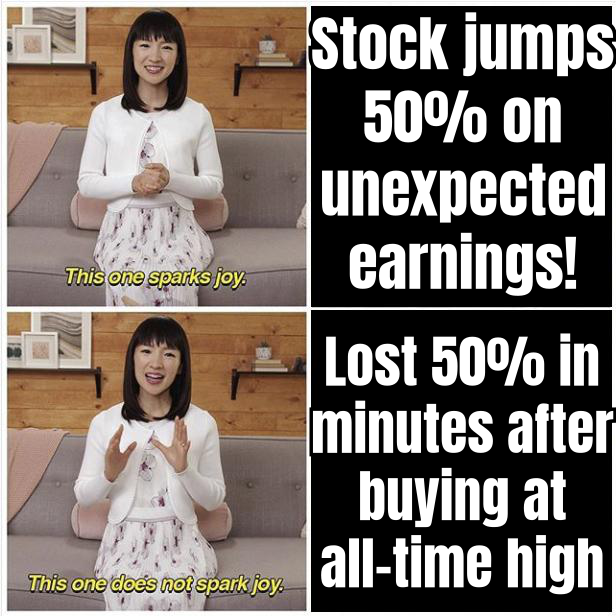 Stock jumps
50% on
unexpected
earnings!
This one sparks joy.
Lost 50% in
minutes after
buying at
all-time high
This one does not spark joy.